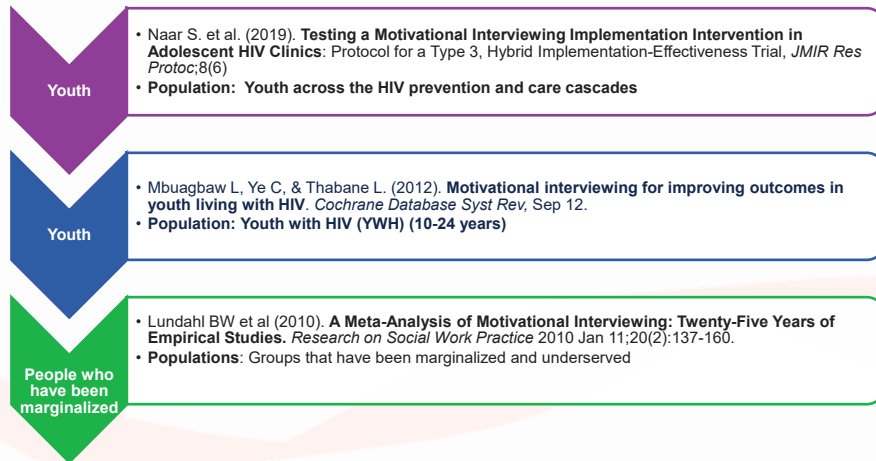 Youth
• Naar S. et al. (2019). Testing a Motivational Interviewing Implementation Intervention in
Adolescent HIV Clinics: Protocol for a Type 3, Hybrid Implementation-Effectiveness Trial, JMIR Res
Protoc;8(6)
• Population: Youth across the HIV prevention and care cascades
Youth
• Mbuagbaw L, Ye C, & Thabane L. (2012). Motivational interviewing for improving outcomes in
youth living with HIV. Cochrane Database Syst Rev, Sep 12.
• Population: Youth with HIV (YWH) (10-24 years)
People who
have been
marginalized
• Lundahl BW et al (2010). A Meta-Analysis of Motivational Interviewing: Twenty-Five Years of
Empirical Studies. Research on Social Work Practice 2010 Jan 11;20(2):137-160.
• Populations: Groups that have been marginalized and underserved